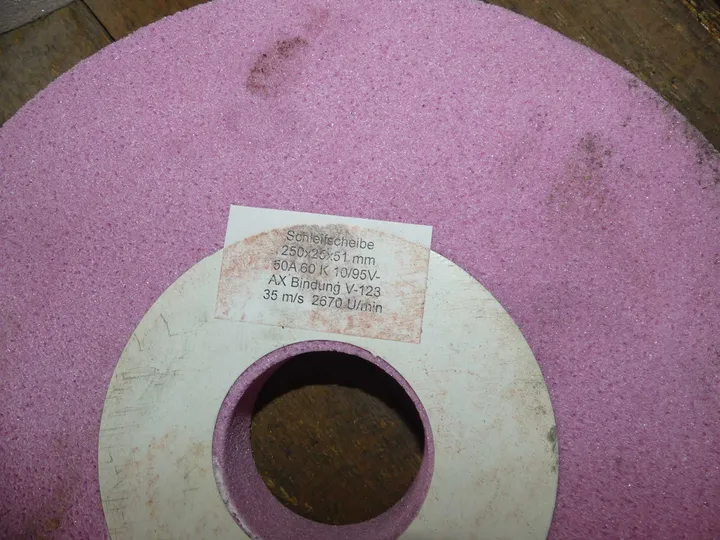 Schleifscheibe
250x25x51 mm
50A 60 K 10/95V-
AX Bindung V-123
35 m/s 2670 U/min